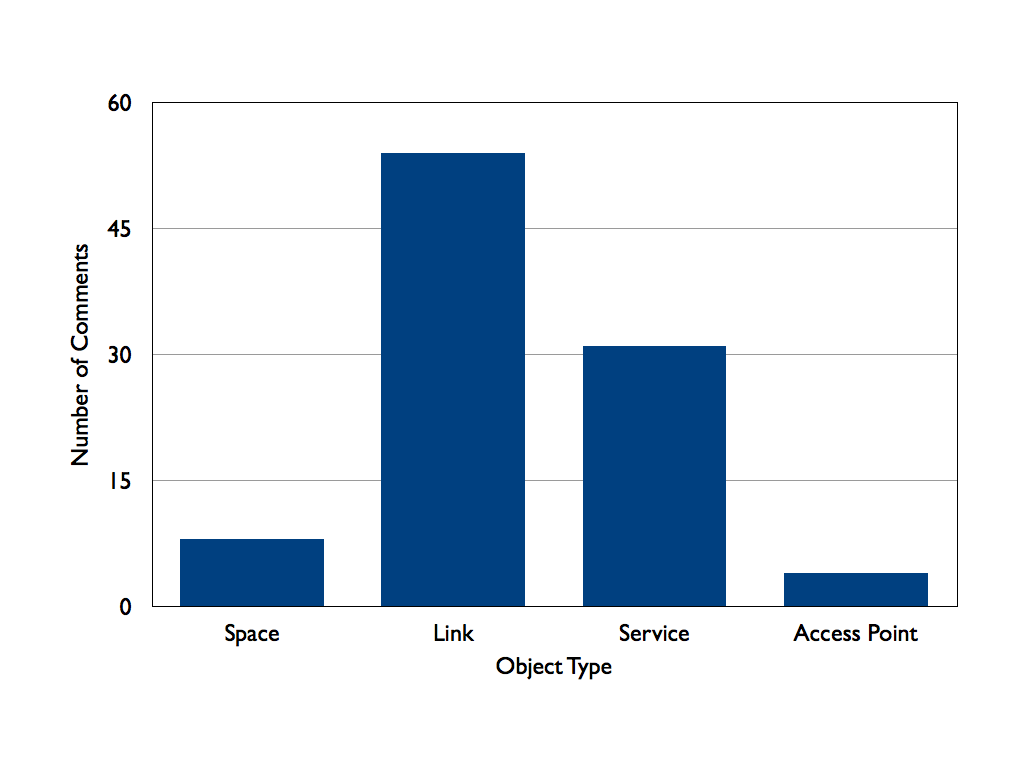 60
45
30
15
0
Number of Comments
Space
Link
Service
Access Point
Object Type